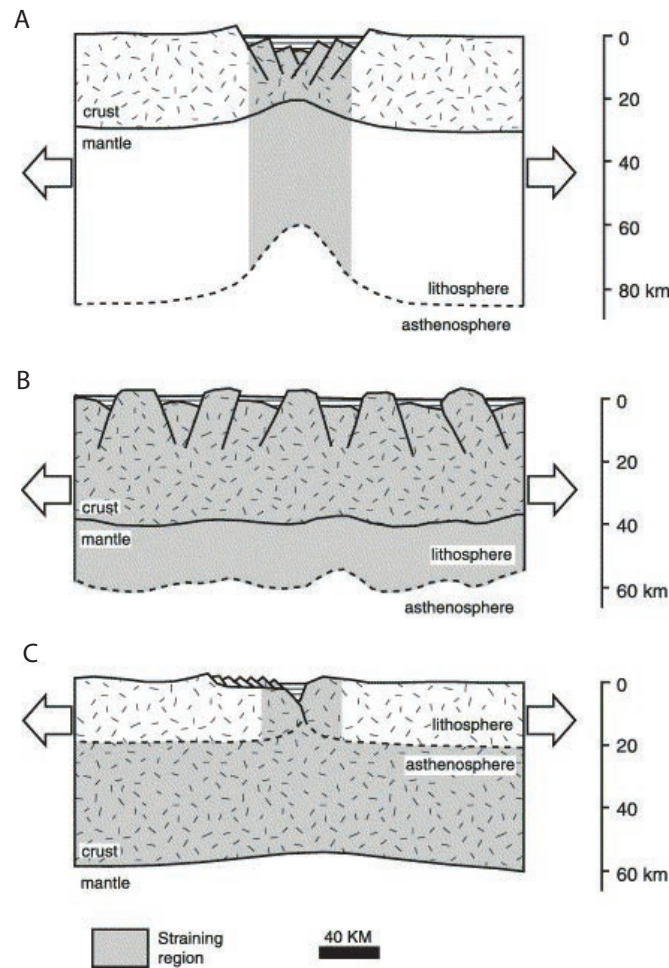 A
0
crust
20
mantle
40
60
lithosphere
80 km
asthenosphere
B
0
20
crust
40
mantle
lithosphere
60 km
asthenosphere
C
0
lithosphere
20
asthenosphere
40
crust
60 km
mantle
Straining
region
40 KM